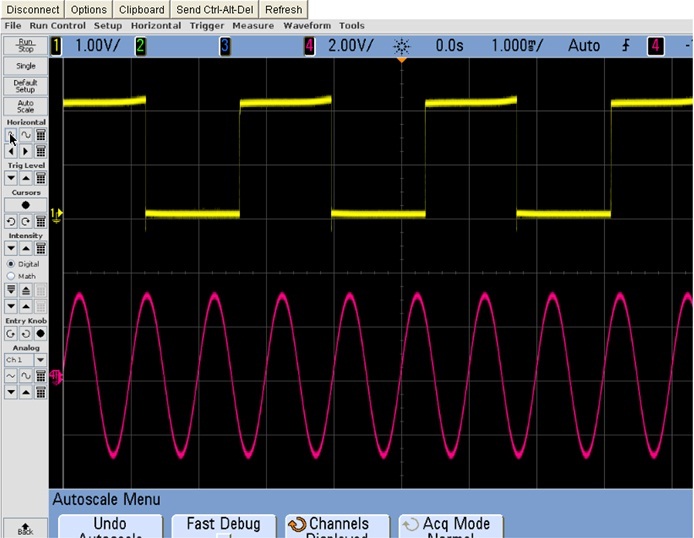 Disconnect Options Clipboard Send Ctrl-Alt-Del Refresh
File Run Control Setup Horizontal Trigger Measure Waveform Tools
Run
Stop
1 1.00V/ 2 3 4 2.00V/ 0.0s 1.000m/ Auto 4
Single
Default
Setup
Auto
Scale
Horizontal
Trig Level
Cursors
1
Intensity
Digital
Math
Entry Knob
Analog
Ch 1
Back
Autoscale Menu
Undo
Autoscale
Fast Debug
Channels
Displayed
Acq Mode
Normal